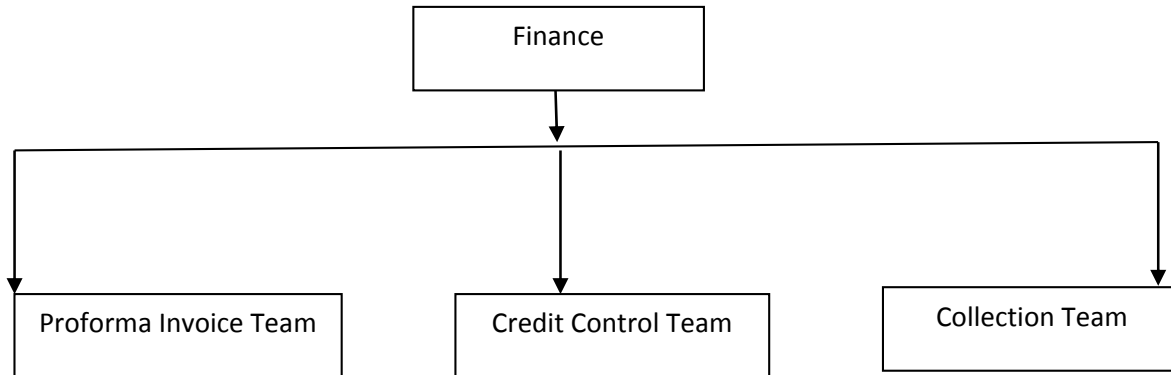 Finance
Proforma Invoice Team
Credit Control Team
Collection Team